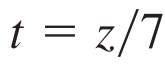 t = z/7